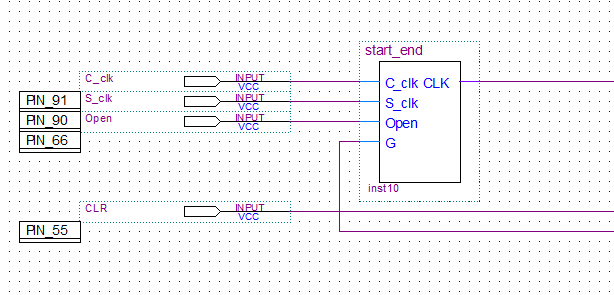 start_end
C_clk INPUT VCC
C_clk CLK
PIN_91 S_clk INPUT VCC
S_clk
PIN_90 Open INPUT VCC
Open
PIN_66
G
inst10
CLR INPUT VCC
PIN_55